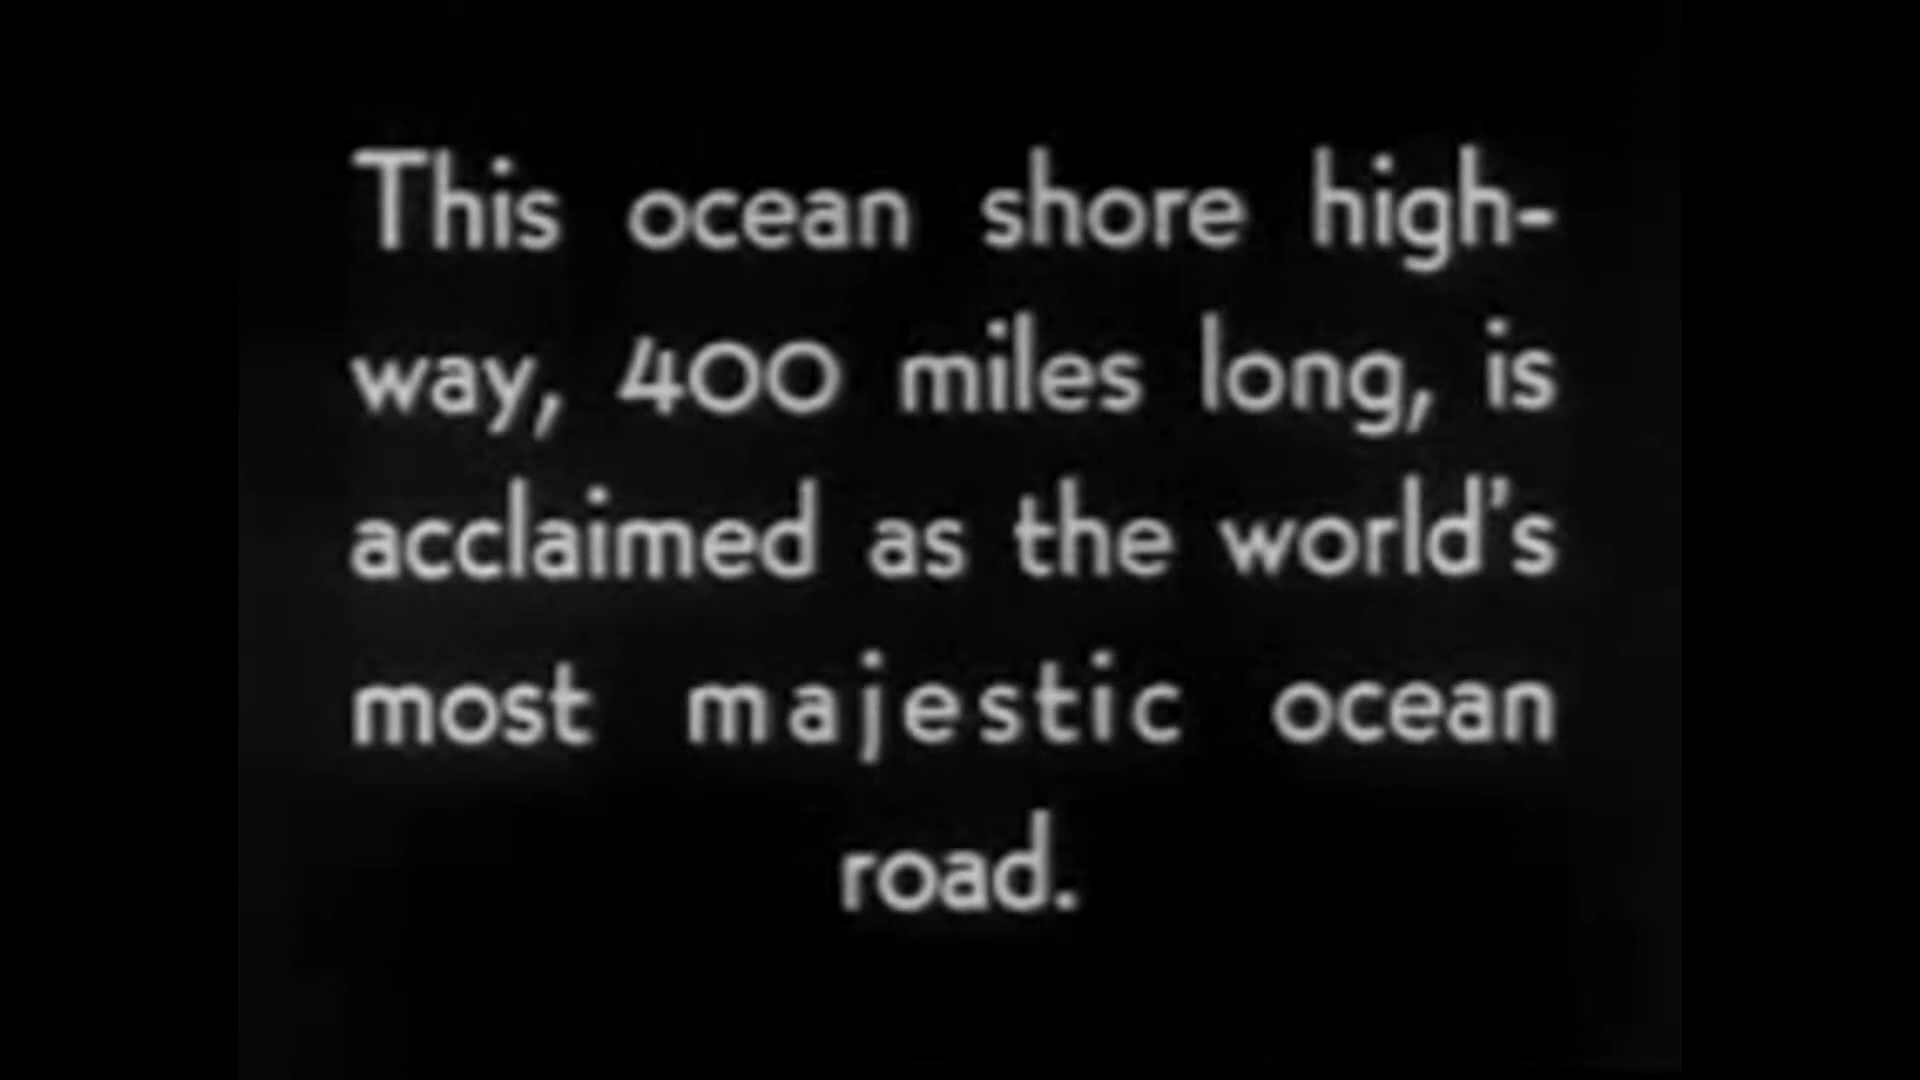 This ocean shore high-
way, 400 miles long, is
acclaimed as the world's
most majestic ocean
road.